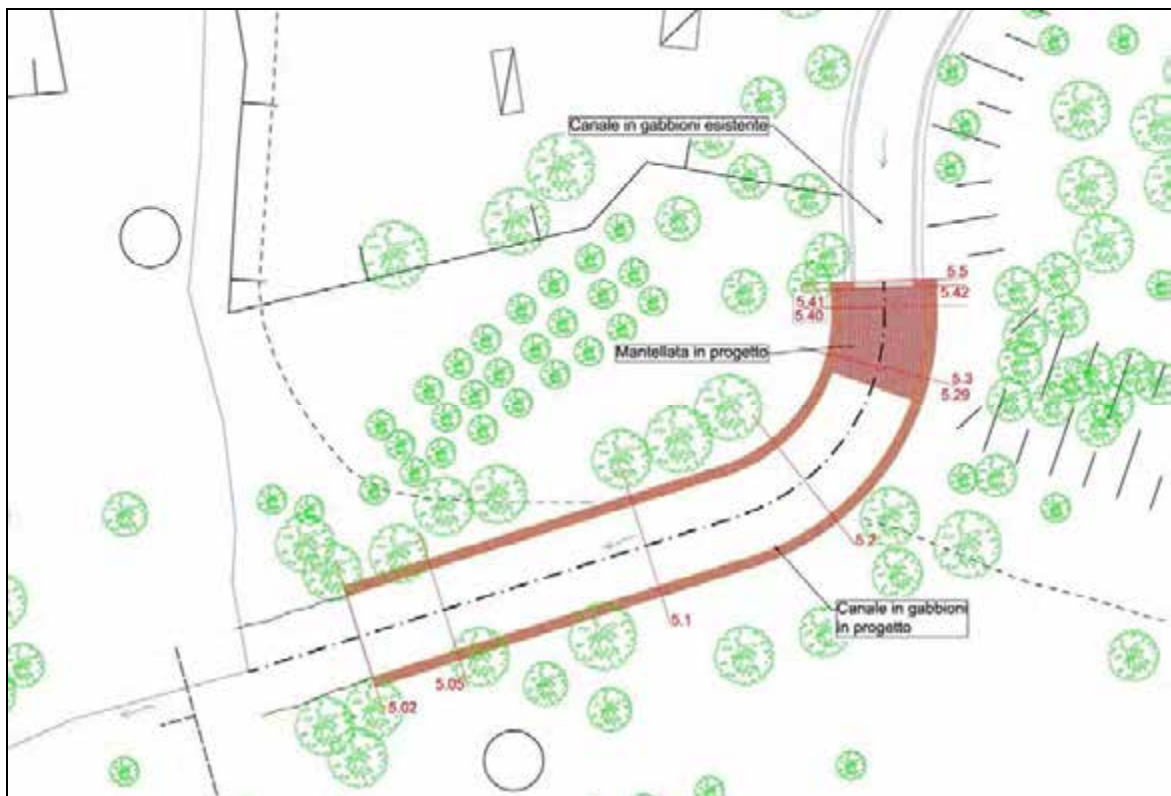 Canale in gabbioni esistente
5.5
5.41
5.42
5.40
Mantellata in progetto
5.3
5.29
5.2
Canale in gabbioni
in progetto
5.1
5.05
5.02